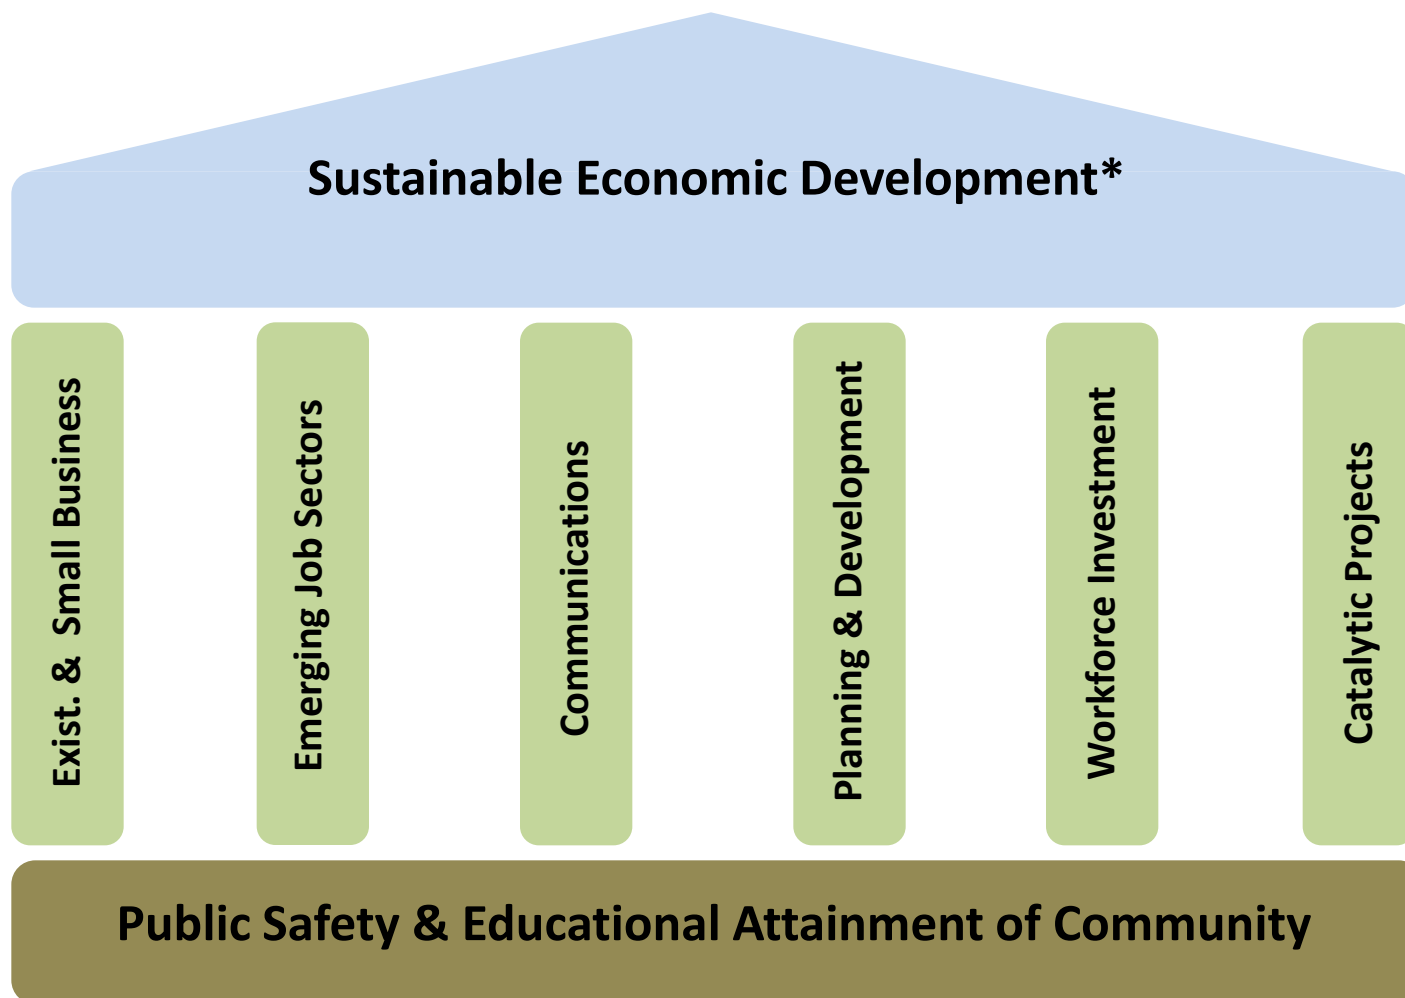 Sustainable Economic Development*
Exist. & Small Business
Emerging Job Sectors
Communications
Planning & Development
Workforce Investment
Catalytic Projects
Public Safety & Educational Attainment of Community